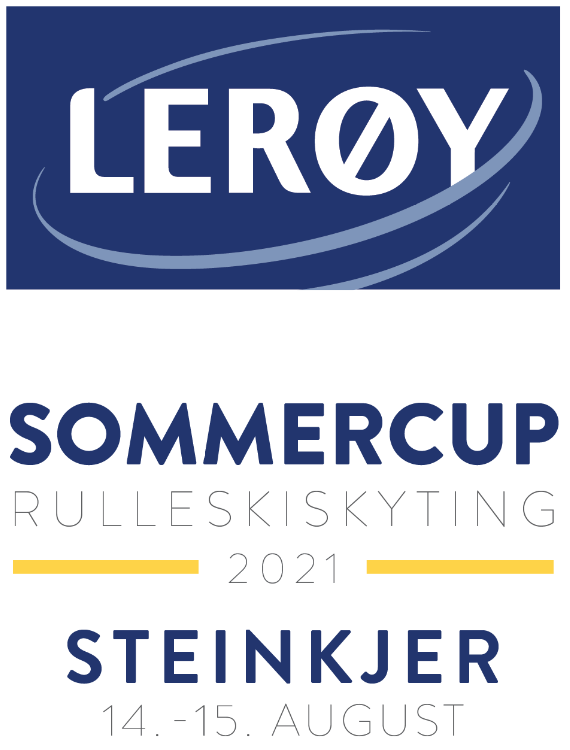 LERØY
SOMMERCUP
RULLESKISKYTING
2021
STEINKJER
14.-15. AUGUST